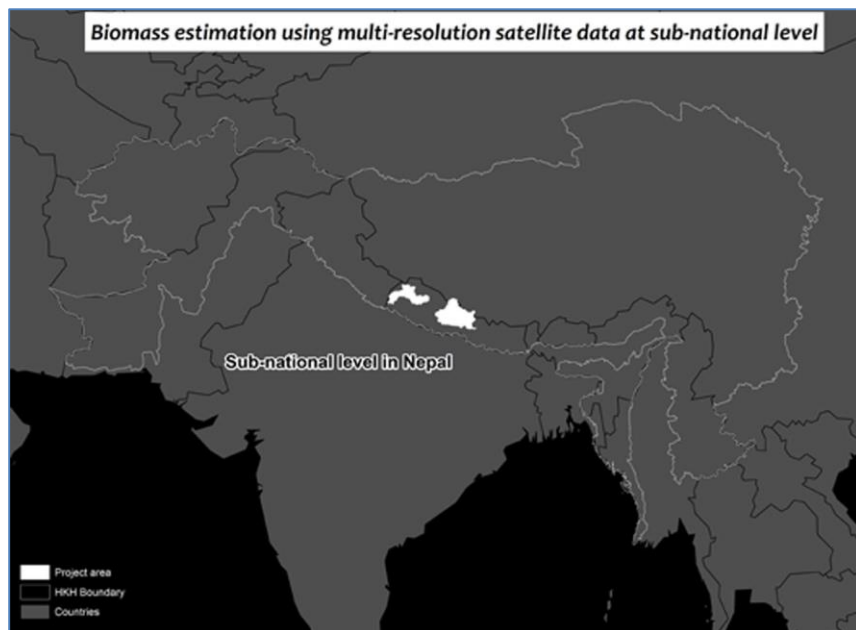 Biomass estimation using multi-resolution satellite data at sub-national level
Sub-national level in Nepal
Project area
HKH Boundary
Countries